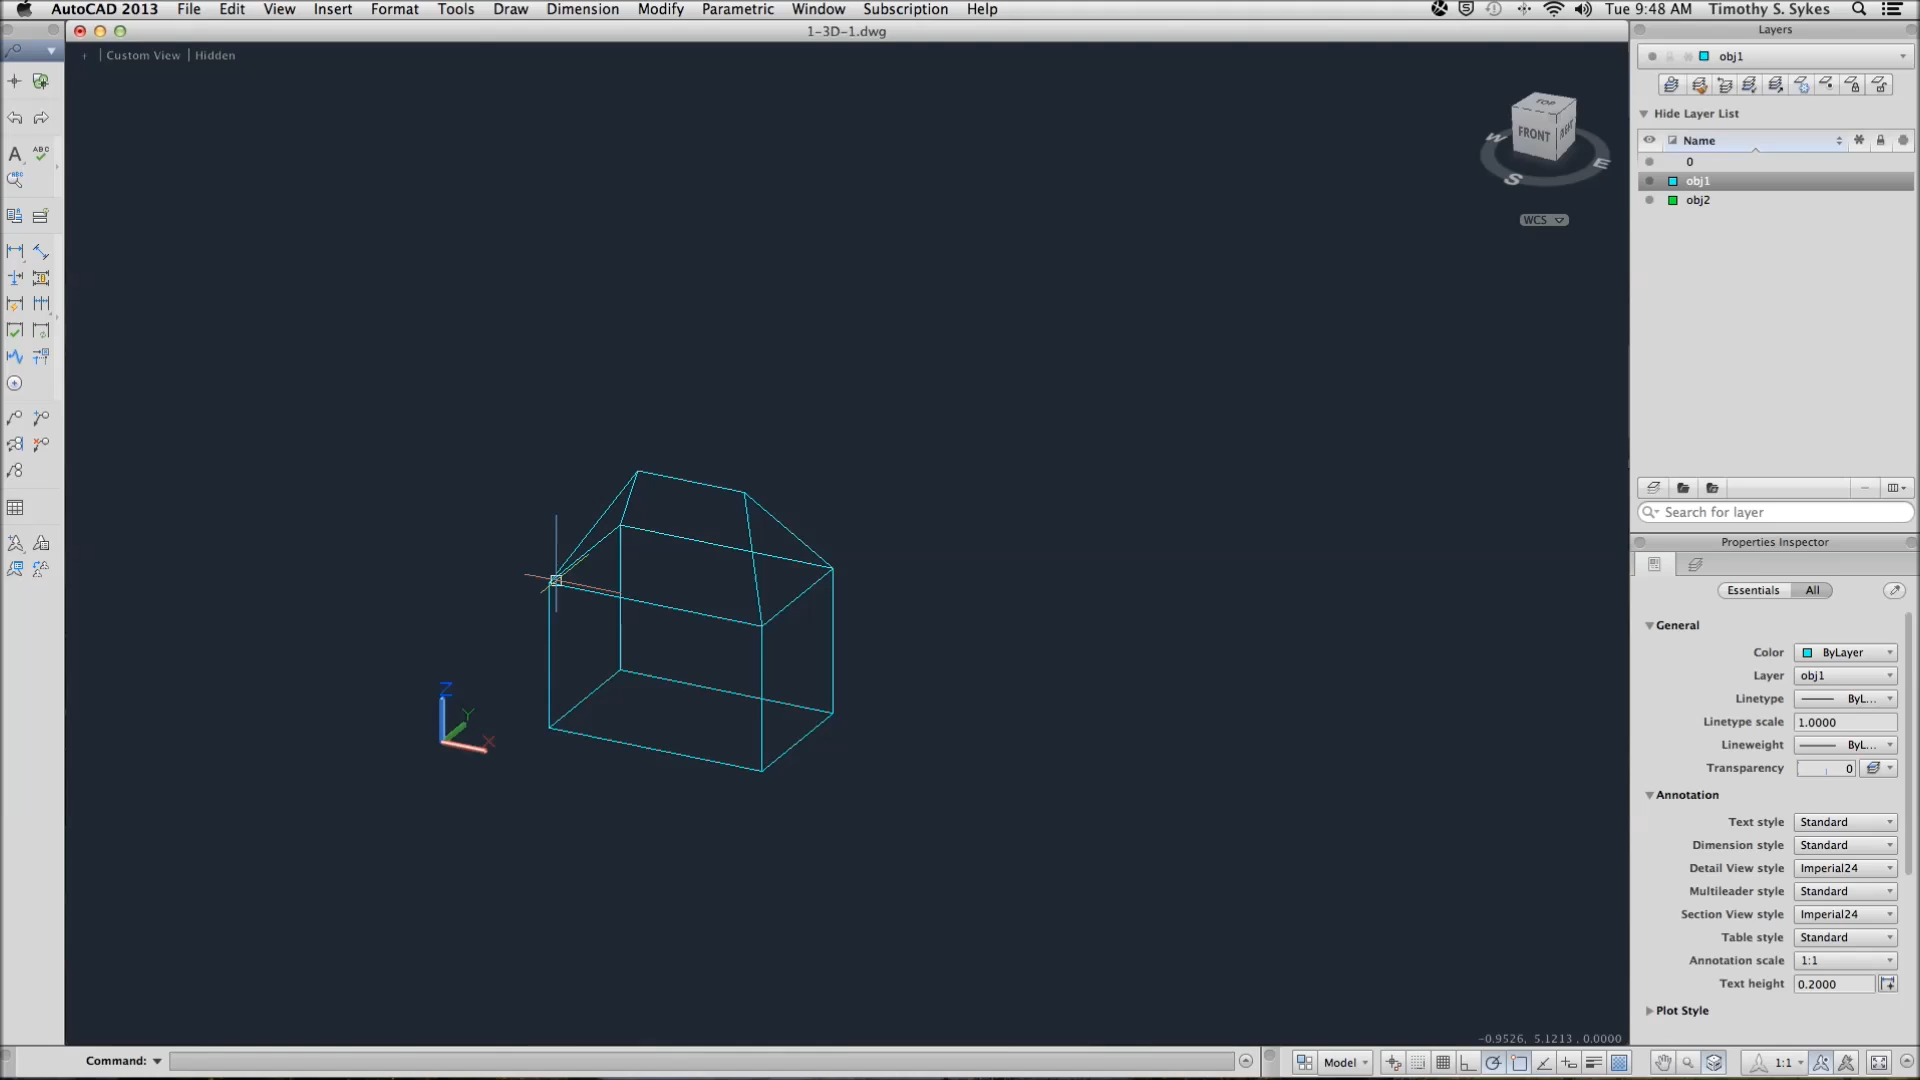 AutoCAD 2013 File Edit View Insert Format Tools Draw Dimension Modify Parametric Window Subscription Help Tue 9:48 AM Timothy S. Sykes
1-3D-1.dwg
Layers
+ | Custom View | Hidden
obj1
TOP
FRONT
RIGHT
W
E
S
WCS
Hide Layer List
Name
0
obj1
obj2
A ABC
ABC
Search for layer
Properties Inspector
Essentials All
General
Color ByLayer
Layer obj1
Linetype ByL...
Linetype scale 1.0000
Lineweight ByL...
Transparency 0
Annotation
Text style Standard
Dimension style Standard
Detail View style Imperial24
Multileader style Standard
Section View style Imperial24
Table style Standard
Annotation scale 1:1
Text height 0.2000
Plot Style
Z
Y
X
-0.9526, 5.1213 , 0.0000
Command: Model 1:1